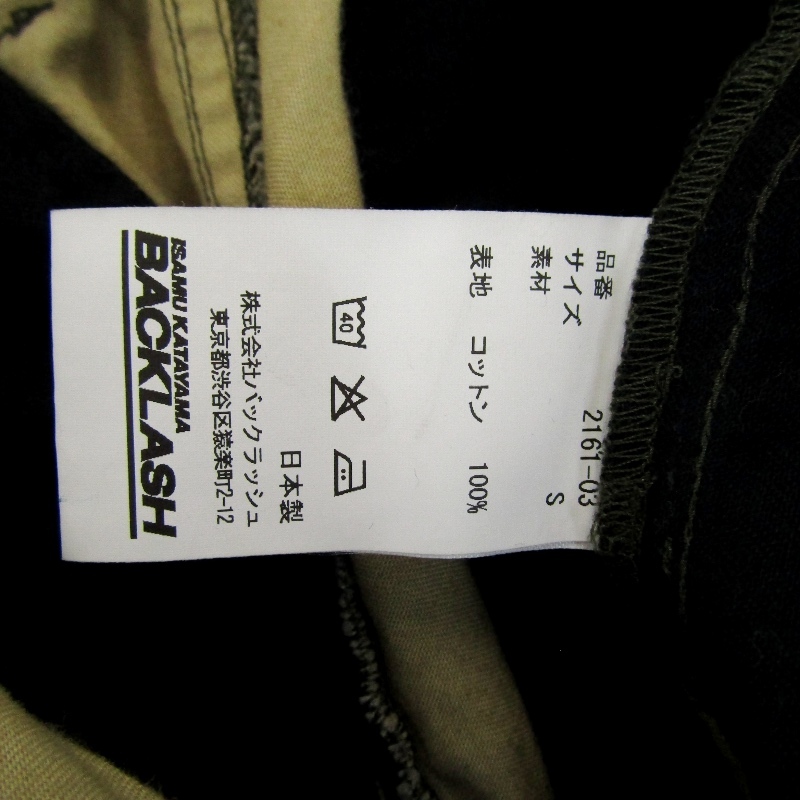 品番 2161-03
サイズ S
素材
表地 コットン 100%
40
日本製
株式会社バックラッシュ
東京都渋谷区猿楽町2-12
ISAMU KATAYAMA
BACKLASH